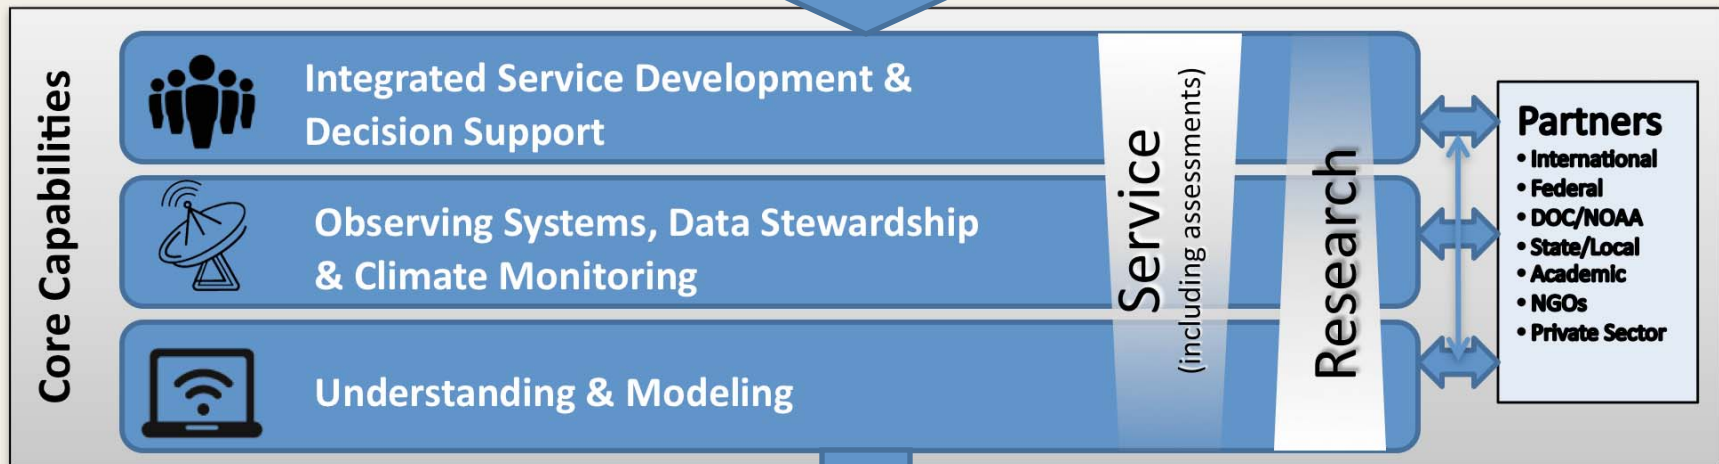 Core Capabilities
Integrated Service Development &
Decision Support
Observing Systems, Data Stewardship
& Climate Monitoring
Understanding & Modeling
Service
(including assessments)
Research
Partners
• International
• Federal
• DOC/NOAA
• State/Local
• Academic
• NGOs
• Private Sector